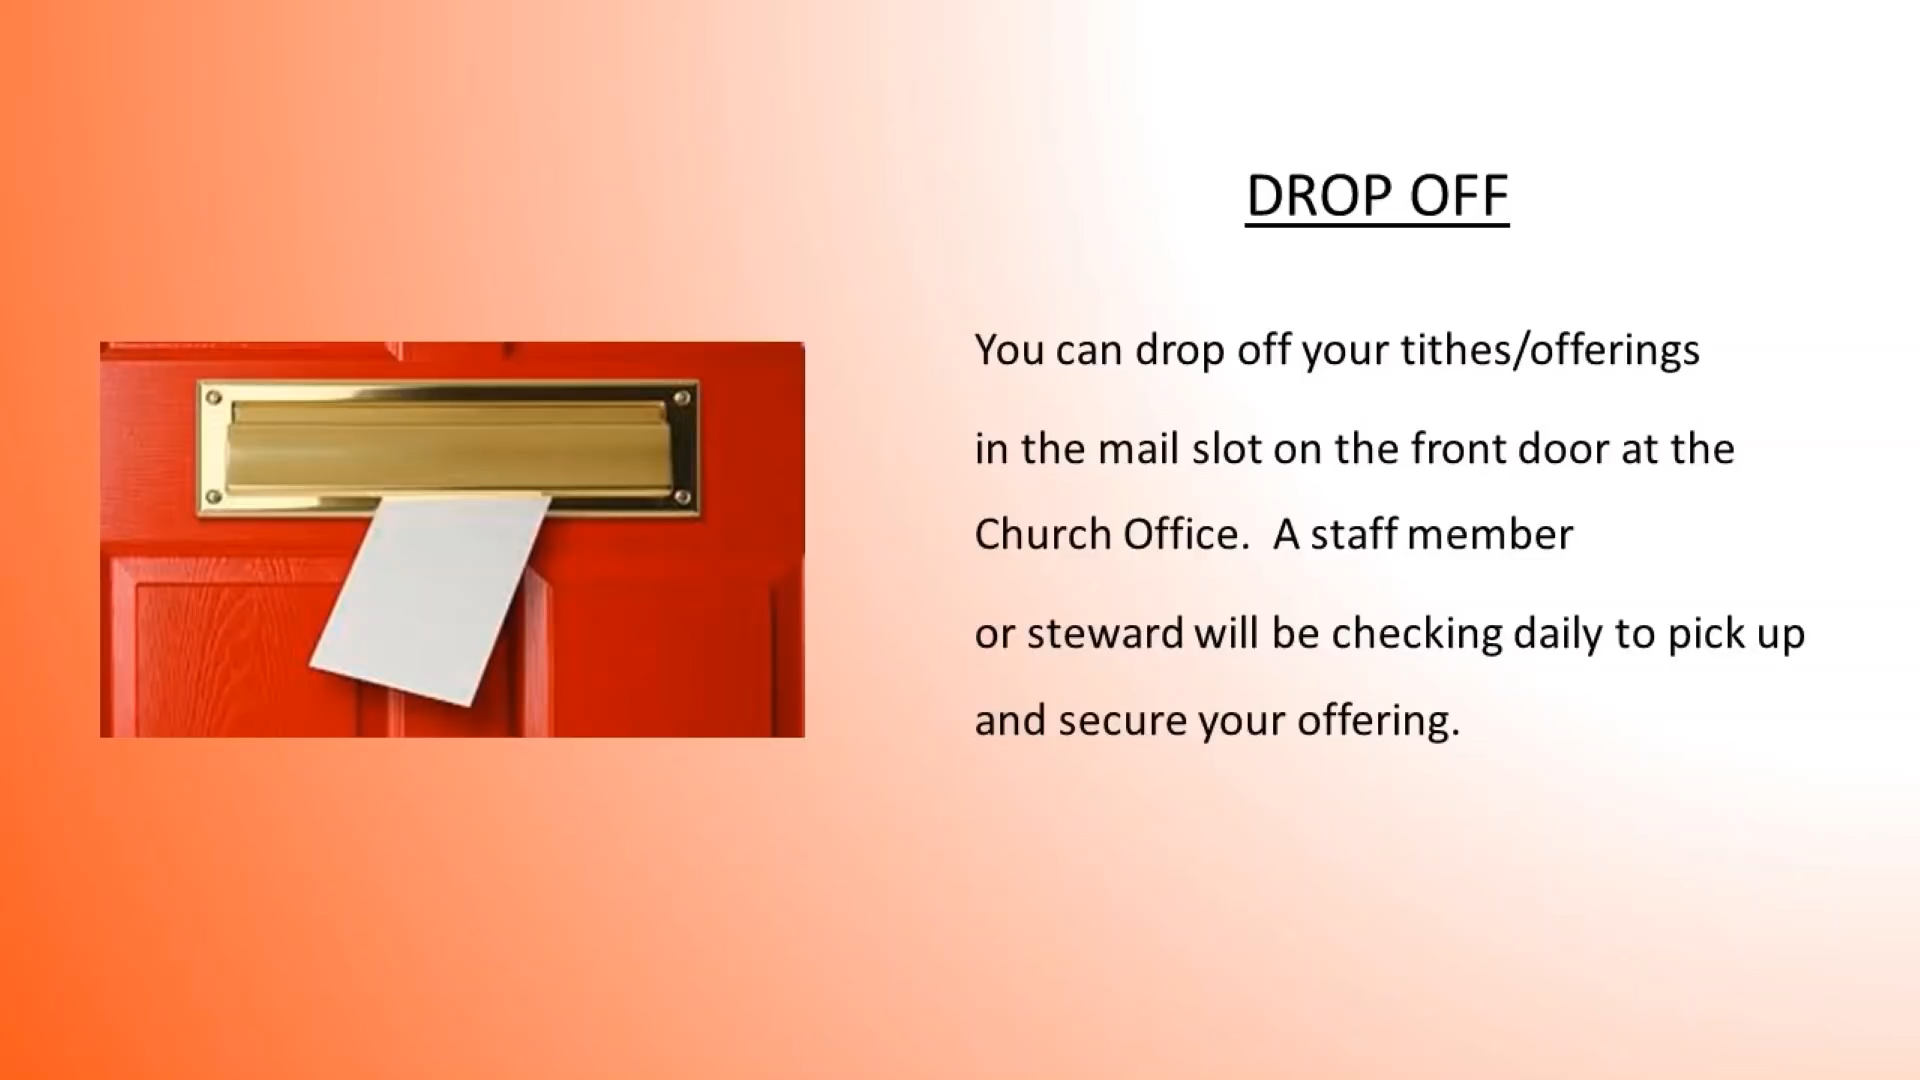 DROP OFF
You can drop off your tithes/offerings
in the mail slot on the front door at the
Church Office.  A staff member
or steward will be checking daily to pick up
and secure your offering.